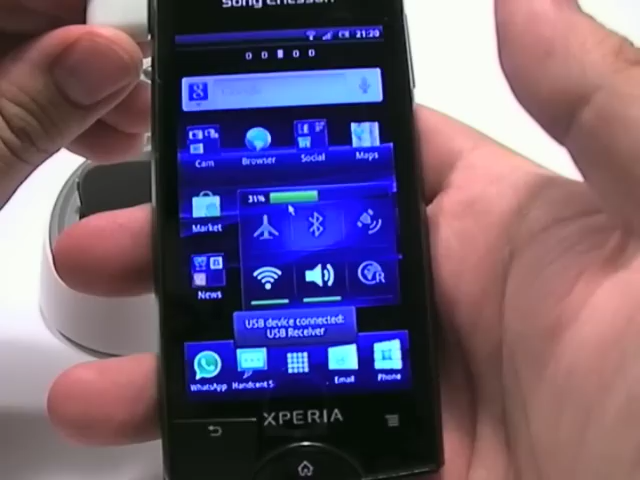 Sony Ericsson
21:20
Cam
Browser
Social
Maps
31%
Market
News
R
USB device connected:
USB Receiver
WhatsApp
Handcent S
Email
Phone
XPERIA